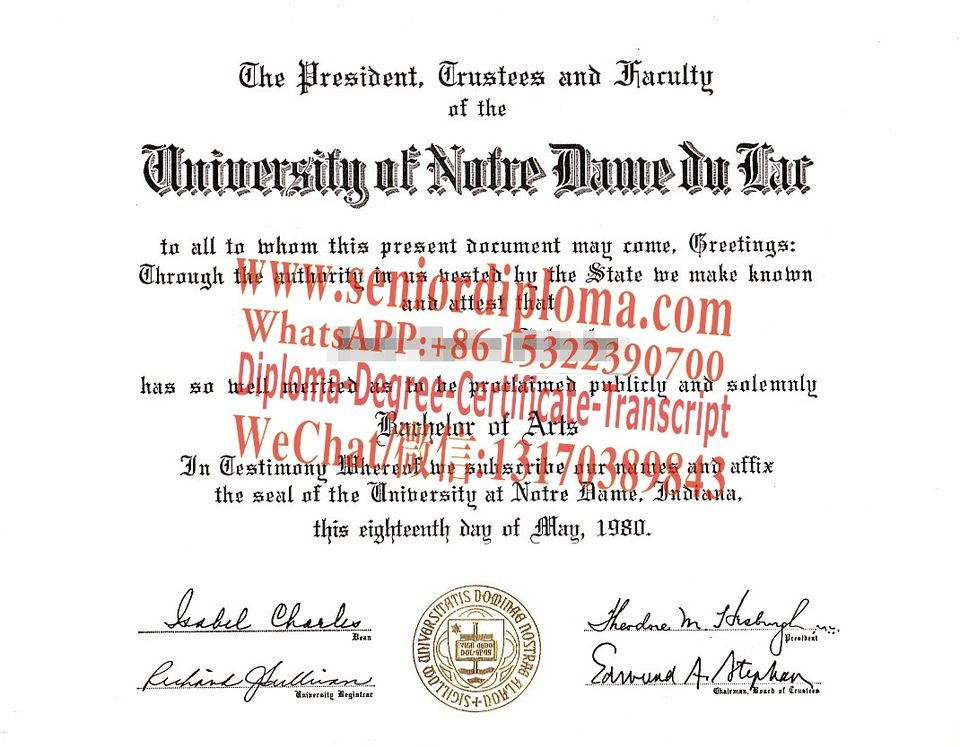 The President, Trustees and Faculty
of the
University of Notre Dame du Lac
to all to whom this present document may come, Greetings:
Through the authority in us vested by the State we make known
and attest that
www.seniordiploma.com
WhatsAPP:+86 15322390700
has so well merited as to be proclaimed publicly and solemnly
Diploma-Degree-Certificate-Transcript
Bachelor of Arts
WeChat/微信:13170389843
In Testimony Whereof we subscribe our names and affix
the seal of the University at Notre Dame, Indiana,
this eighteenth day of May, 1980.
Isabel Charles
Dean
Theodore M. Hesburgh
President
Richard J. Sullivan
University Registrar
Edmund A. Stephan
Chairman, Board of Trustees
SIGILLUM UNIVERSITATIS DOMINAE NOSTRAE A LACU